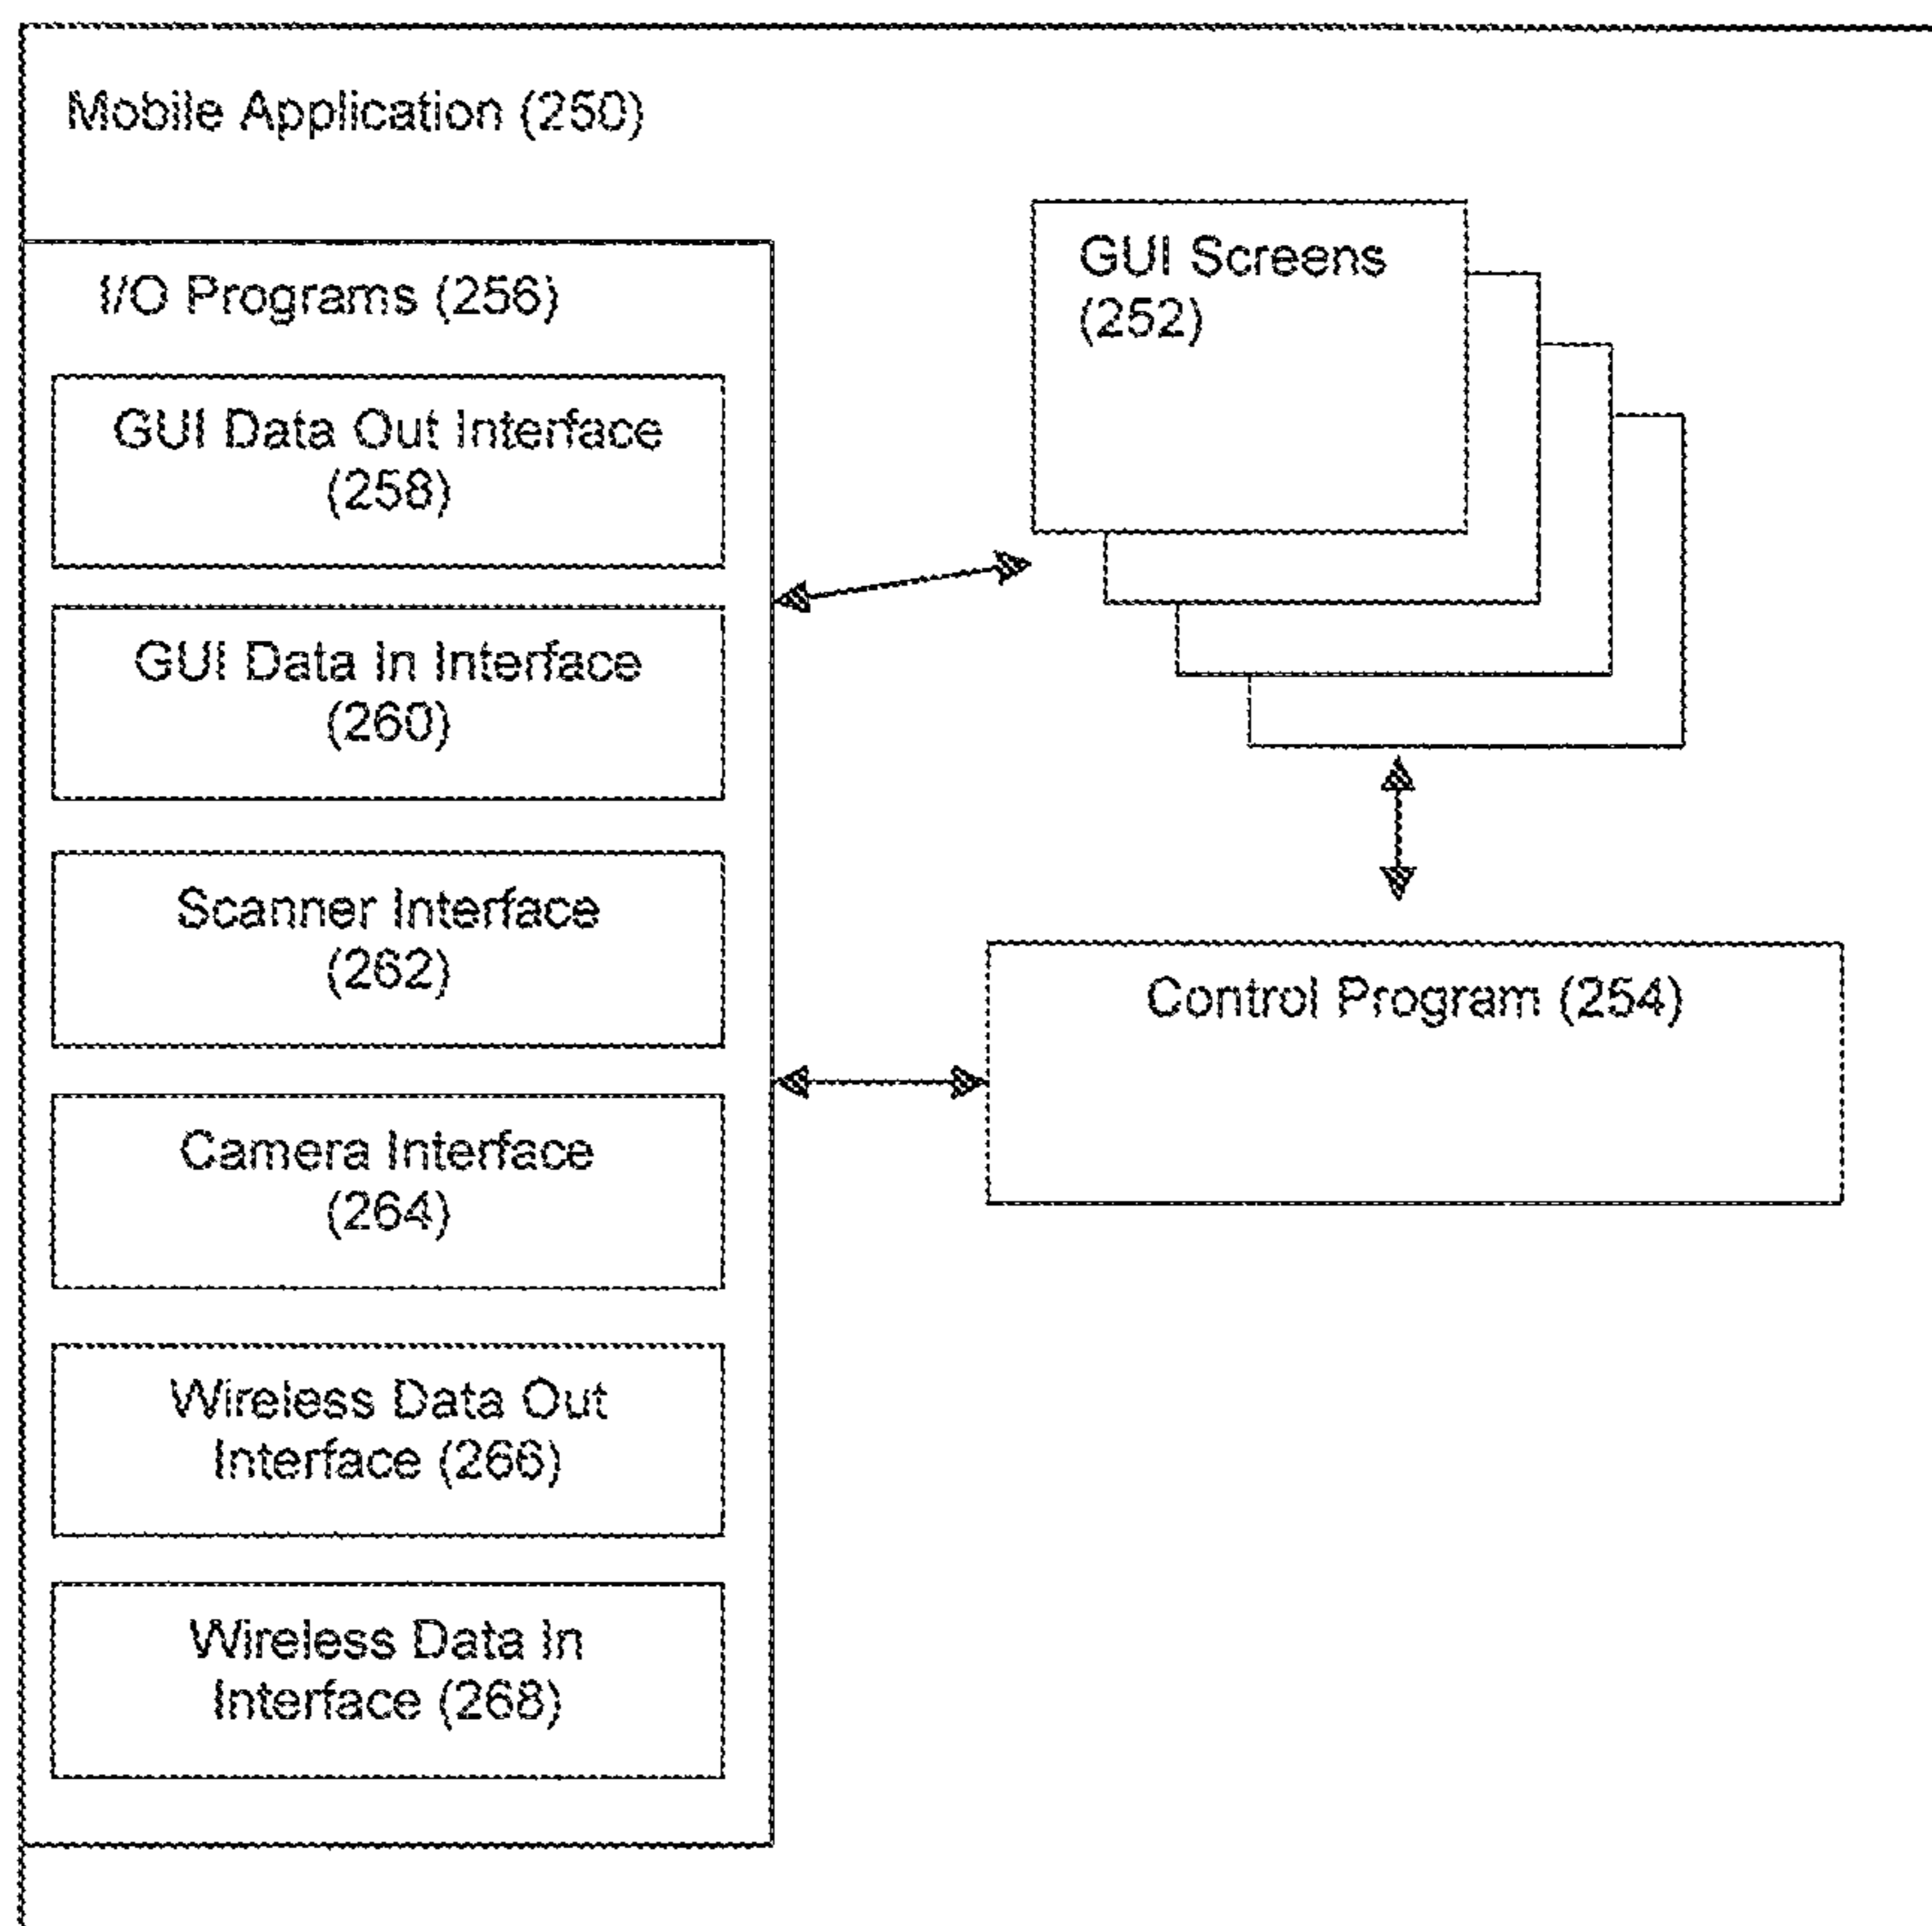 Mobile Application (250)
I/O Programs (256)
GUI Data Out Interface
(258)
GUI Data In Interface
(260)
Scanner Interface
(262)
Camera Interface
(264)
Wireless Data Out
Interface (266)
Wireless Data In
Interface (268)
GUI Screens
(252)
Control Program (254)